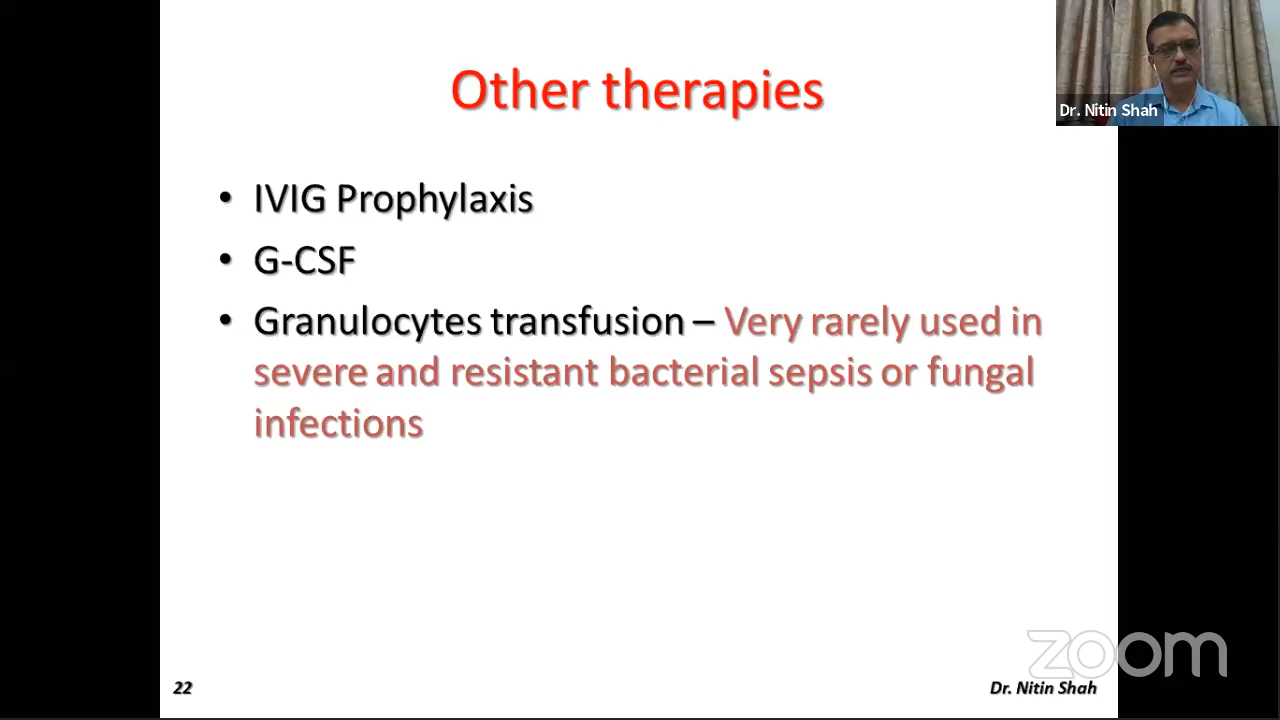 Other therapies
Dr. Nitin Shah
• IVIG Prophylaxis
• G-CSF
• Granulocytes transfusion – Very rarely used in
severe and resistant bacterial sepsis or fungal
infections
zoom
22
Dr. Nitin Shah